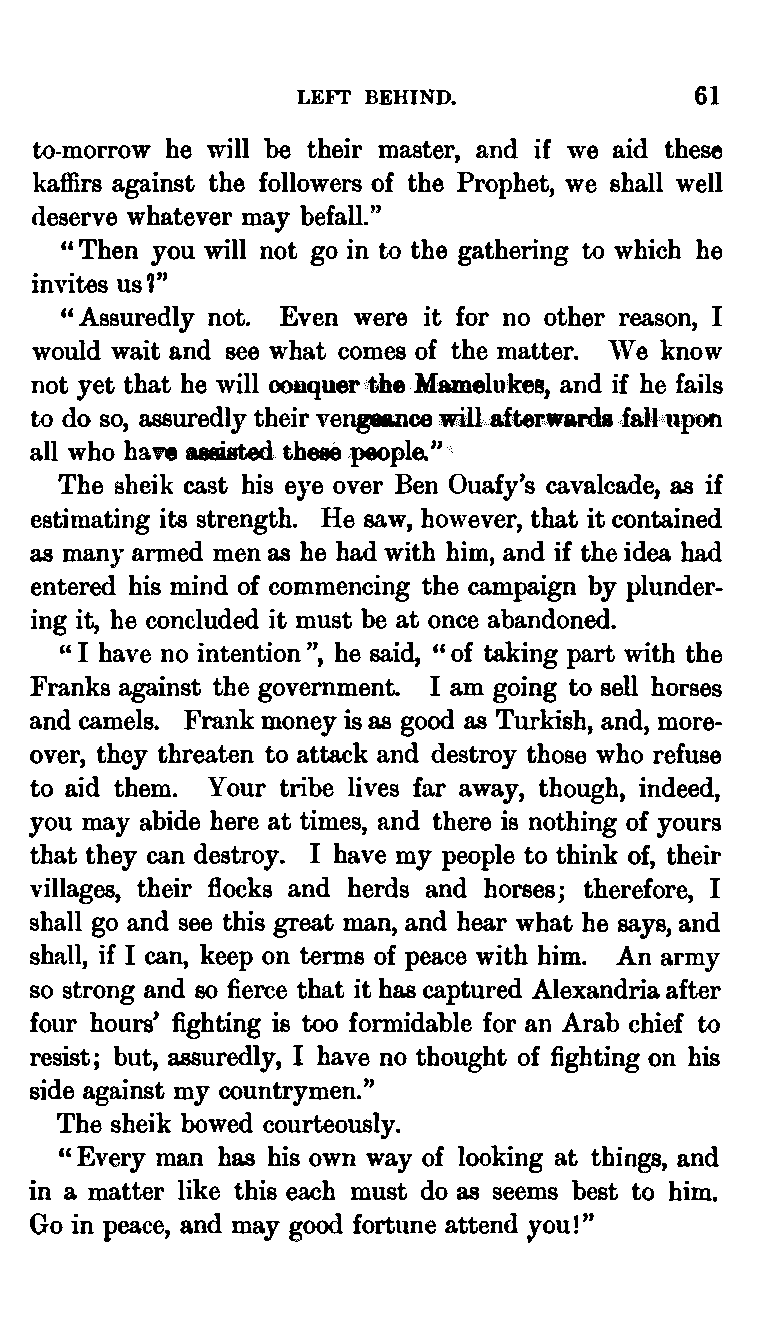 LEFT BEHIND. 61
to-morrow he will be their master, and if we aid these
kaffirs against the followers of the Prophet, we shall well
deserve whatever may befall."
"Then you will not go in to the gathering to which he
invites us?"
"Assuredly not. Even were it for no other reason, I
would wait and see what comes of the matter. We know
not yet that he will conquer the Mamelukes, and if he fails
to do so, assuredly their vengeance will afterwards fall upon
all who have assisted these people."
The sheik cast his eye over Ben Ouafy's cavalcade, as if
estimating its strength. He saw, however, that it contained
as many armed men as he had with him, and if the idea had
entered his mind of commencing the campaign by plunder-
ing it, he concluded it must be at once abandoned.
"I have no intention", he said, "of taking part with the
Franks against the government. I am going to sell horses
and camels. Frank money is as good as Turkish, and, more-
over, they threaten to attack and destroy those who refuse
to aid them. Your tribe lives far away, though, indeed,
you may abide here at times, and there is nothing of yours
that they can destroy. I have my people to think of, their
villages, their flocks and herds and horses; therefore, I
shall go and see this great man, and hear what he says, and
shall, if I can, keep on terms of peace with him. An army
so strong and so fierce that it has captured Alexandria after
four hours' fighting is too formidable for an Arab chief to
resist; but, assuredly, I have no thought of fighting on his
side against my countrymen."
The sheik bowed courteously.
"Every man has his own way of looking at things, and
in a matter like this each must do as seems best to him.
Go in peace, and may good fortune attend you!"